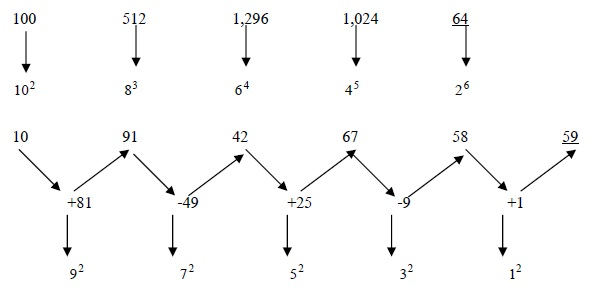 100 512 1,296 1,024 64
10² 8³ 6⁴ 4⁵ 2⁶
10 91 42 67 58 59
+81 -49 +25 -9 +1
9² 7² 5² 3² 1²